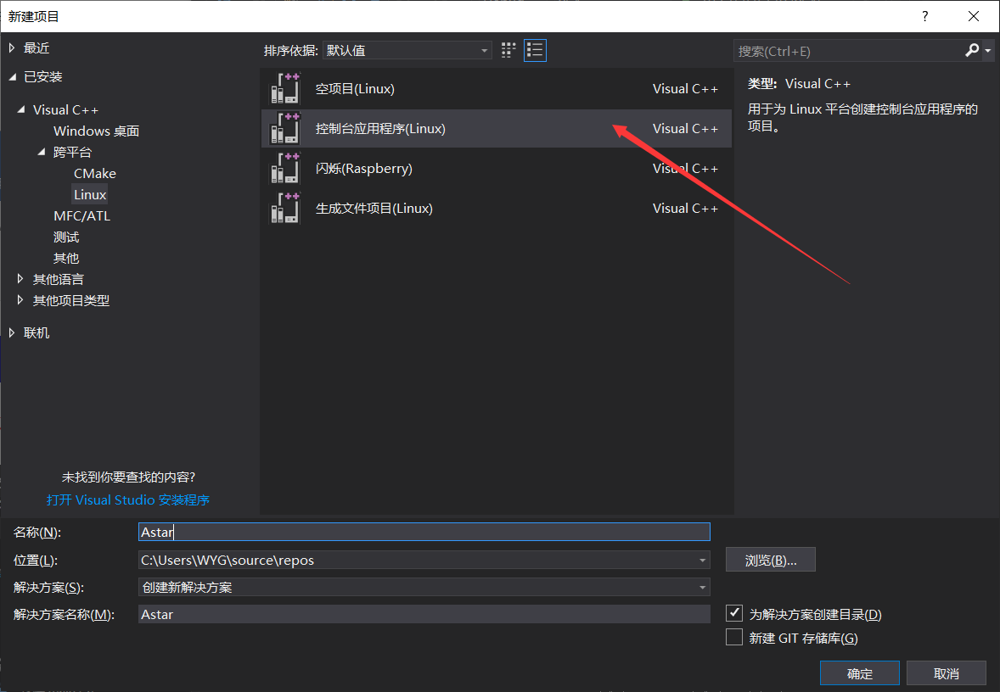 新建项目
?
最近
已安装
Visual C++
Windows 桌面
跨平台
CMake
Linux
MFC/ATL
测试
其他
其他语言
其他项目类型
联机
未找到你要查找的内容?
打开 Visual Studio 安装程序
排序依据: 默认值
空项目(Linux) Visual C++
控制台应用程序(Linux) Visual C++
闪烁(Raspberry) Visual C++
生成文件项目(Linux) Visual C++
搜索(Ctrl+E)
类型: Visual C++
用于为 Linux 平台创建控制台应用程序的
项目。
名称(N): Astar
位置(L): C:\Users\WYG\source\repos 浏览(B)...
解决方案(S): 创建新解决方案
解决方案名称(M): Astar 为解决方案创建目录(D)
新建 GIT 存储库(G)
确定 取消